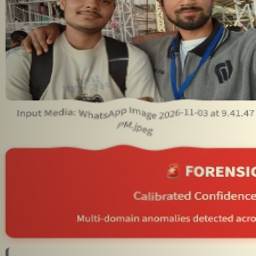 Input Media: WhatsApp Image 2026-11-03 at 9.41.47
PM.jpeg
🚨 FORENSIC
Calibrated Confidence
Multi-domain anomalies detected